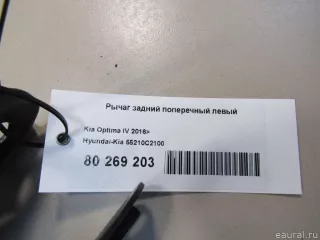 Рычаг задний поперечный левый
Kia Optima IV 2016>
Hyundai-Kia 55210C2100
80 269 203
© eaural.ru